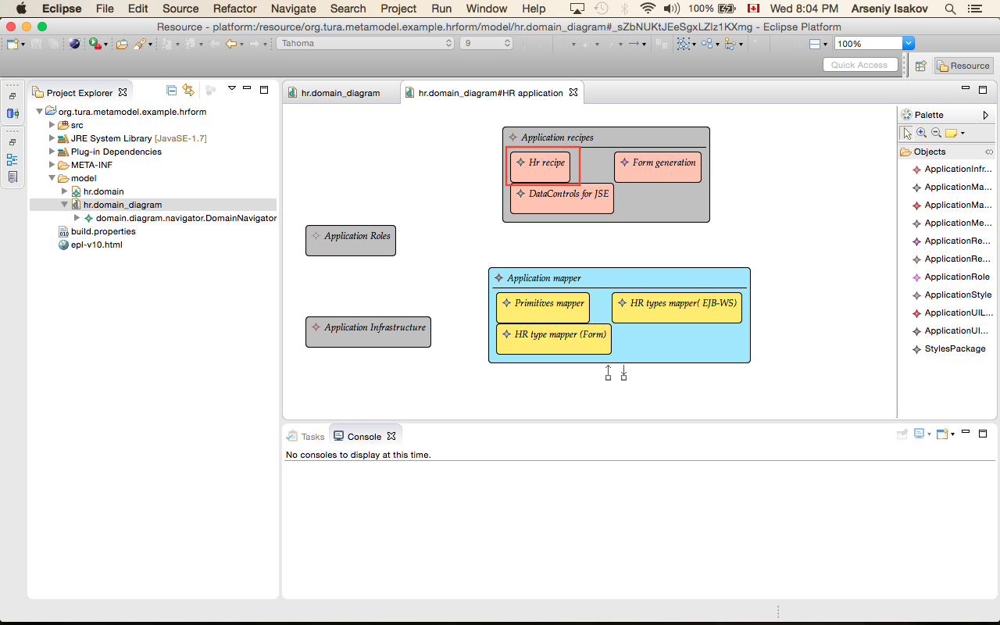 Eclipse File Edit Source Refactor Navigate Search Project Run Window Help 100% Wed 8:04 PM Arseniy Isakov
Resource - platform:/resource/org.tura.metamodel.example.hrform/model/hr.domain_diagram#_sZbNUKtJEeSgxLZlz1KXmg - Eclipse Platform
Tahoma 9 100%
Quick Access Resource
Project Explorer
org.tura.metamodel.example.hrform
src
JRE System Library [JavaSE-1.7]
Plug-in Dependencies
META-INF
model
hr.domain
hr.domain_diagram
domain.diagram.navigator.DomainNavigator
build.properties
010
epl-v10.html
hr.domain_diagram
hr.domain_diagram#HR application
Application recipes
Hr recipe
Form generation
DataControls for JSE
Application Roles
Application mapper
Primitives mapper
HR types mapper( EJB-WS)
HR type mapper (Form)
Application Infrastructure
Palette
Objects
ApplicationInfr...
ApplicationMa...
ApplicationMa...
ApplicationMe...
ApplicationRe...
ApplicationRe...
ApplicationRole
ApplicationStyle
ApplicationUIL...
ApplicationUI...
StylesPackage
Tasks
Console
No consoles to display at this time.